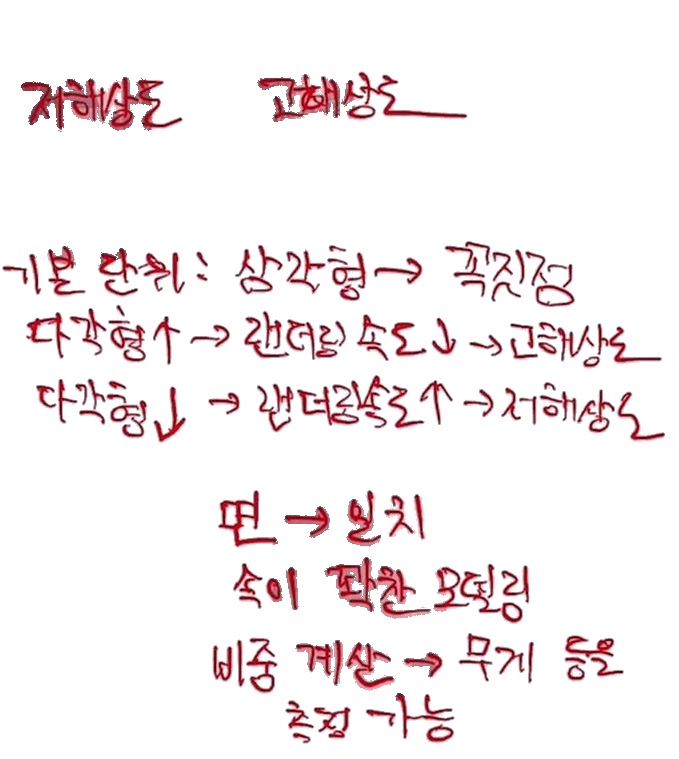 저해상도 고해상도
기본 단위: 삼각형 → 꼭짓점
다각형↑ → 랜더링 속도↓ → 고해상도
다각형↓ → 랜더링속도↑ → 저해상도
면 → 일치
속이 꽉찬 모델링
비중 계산 → 무게 등을
측정 가능